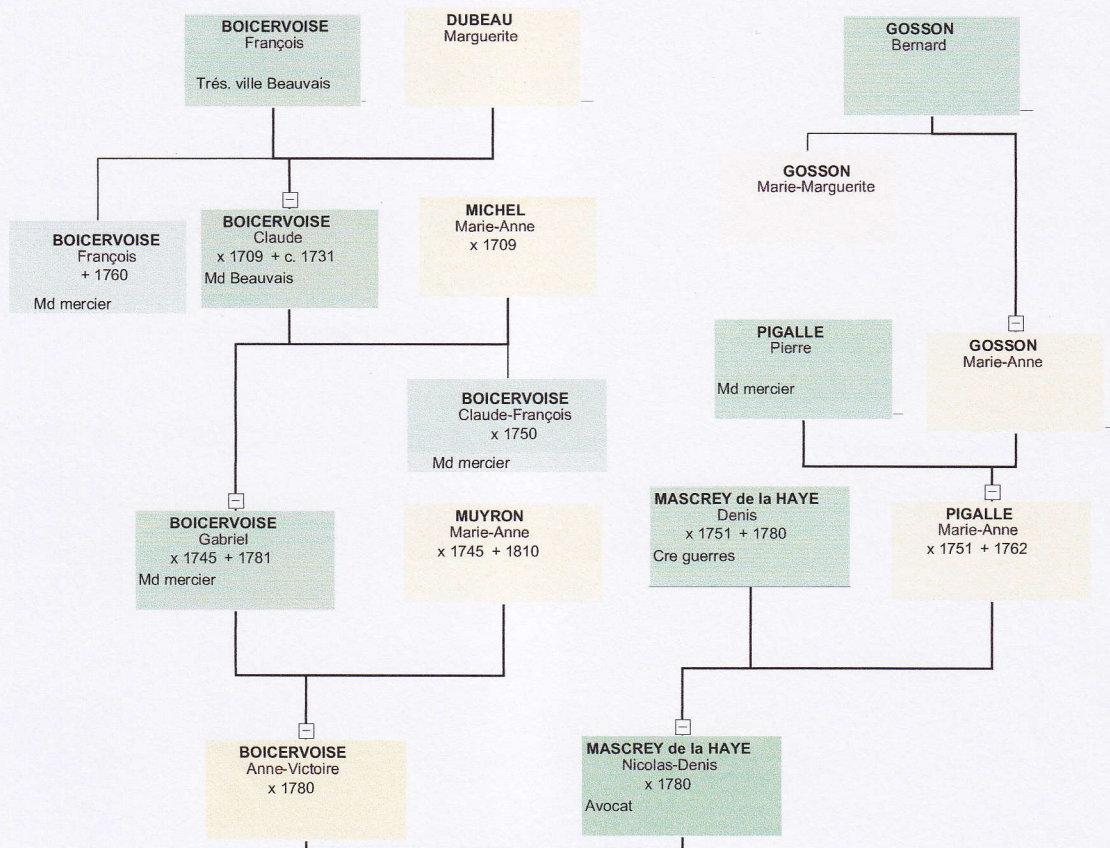 BOICERVOISE
François
Trés. ville Beauvais
DUBEAU
Marguerite
GOSSON
Bernard
GOSSON
Marie-Marguerite
BOICERVOISE
François
+ 1760
Md mercier
BOICERVOISE
Claude
x 1709 + c. 1731
Md Beauvais
MICHEL
Marie-Anne
x 1709
PIGALLE
Pierre
Md mercier
GOSSON
Marie-Anne
BOICERVOISE
Claude-François
x 1750
Md mercier
BOICERVOISE
Gabriel
x 1745 + 1781
Md mercier
MUYRON
Marie-Anne
x 1745 + 1810
MASCREY de la HAYE
Denis
x 1751 + 1780
Cre guerres
PIGALLE
Marie-Anne
x 1751 + 1762
BOICERVOISE
Anne-Victoire
x 1780
MASCREY de la HAYE
Nicolas-Denis
x 1780
Avocat